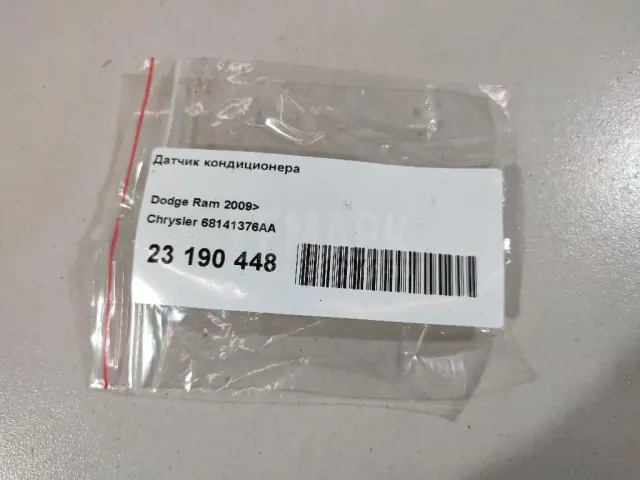 Датчик кондиционера
Dodge Ram 2009>
Chrysler 68141376AA
23 190 448